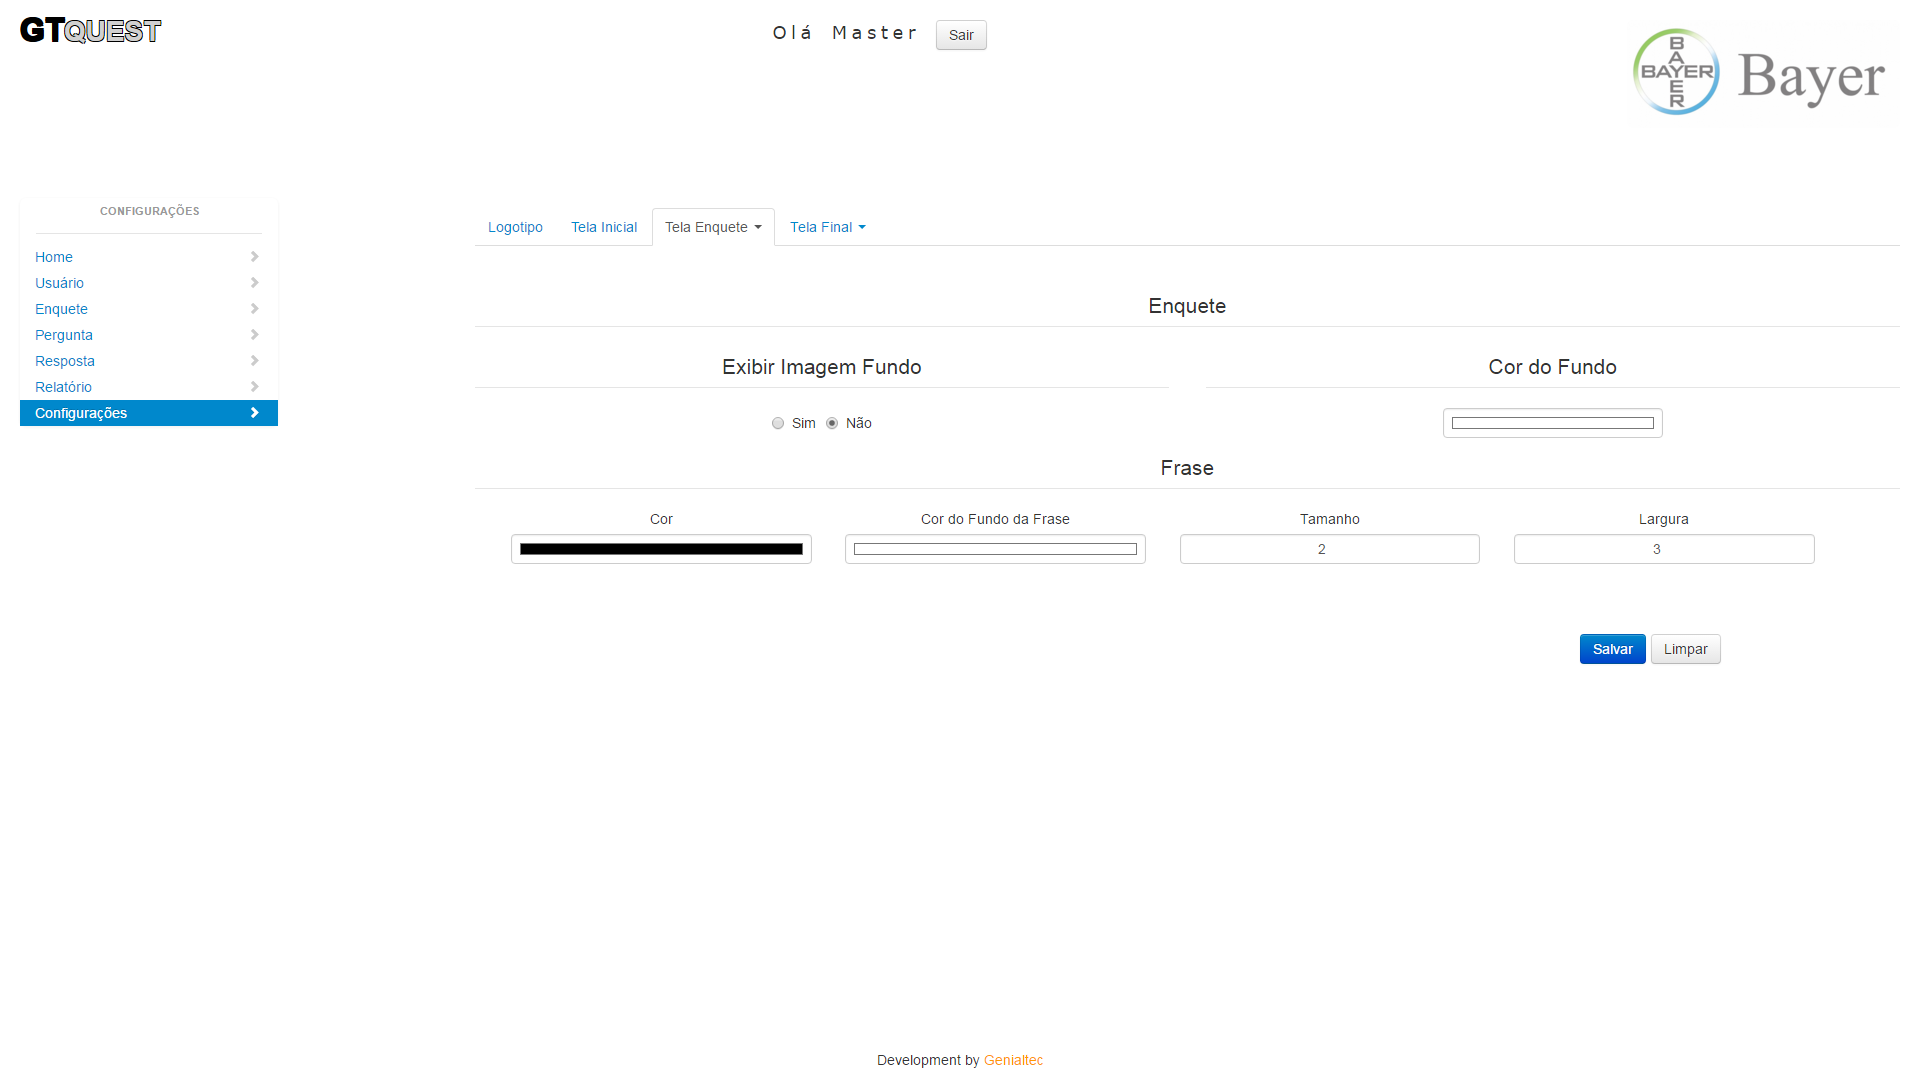 GTQUEST
Olá Master
Sair
BAYER
BAYER
Bayer
CONFIGURAÇÕES
Home
Usuário
Enquete
Pergunta
Resposta
Relatório
Configurações
Logotipo
Tela Inicial
Tela Enquete
Tela Final
Enquete
Exibir Imagem Fundo
Cor do Fundo
Sim
Não
Frase
Cor
Cor do Fundo da Frase
Tamanho
Largura
2
3
Salvar
Limpar
Development by Genialtec